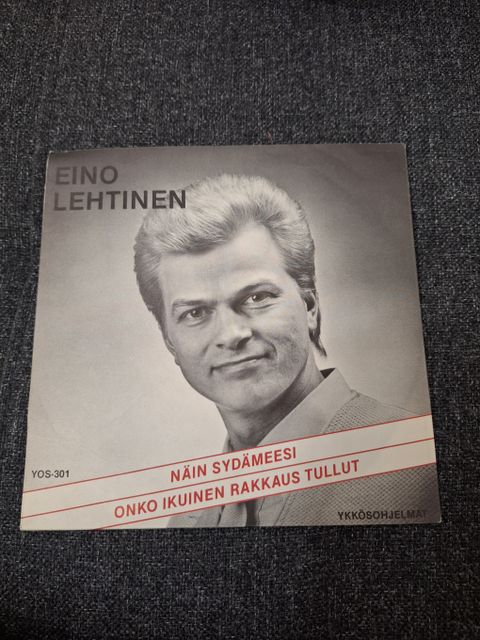 EINO
LEHTINEN
YOS-301
NÄIN SYDÄMEESI
ONKO IKUINEN RAKKAUS TULLUT
YKKÖSOHJELMAT